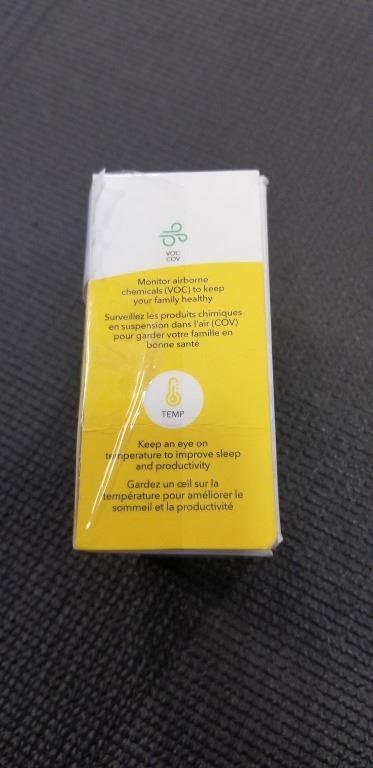 VOC
COV
Monitor airborne
chemicals (VOC) to keep
your family healthy
Surveillez les produits chimiques
en suspension dans l'air (COV)
pour garder votre famille en
bonne santé
TEMP
Keep an eye on
temperature to improve sleep
and productivity
Gardez un œil sur la
température pour améliorer le
sommeil et la productivité